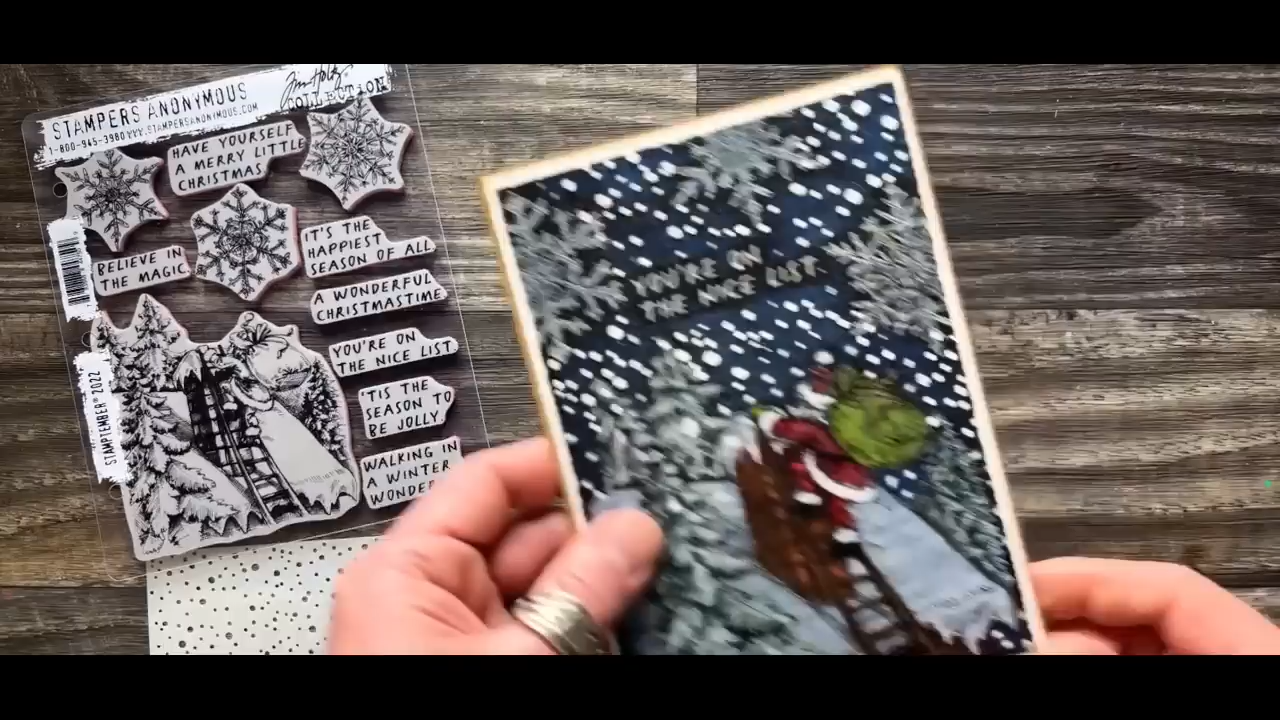 STAMPERS ANONYMOUS
Tim Holtz®
COLLECTION
1-800-945-3980 WWW.STAMPERSANONYMOUS.COM
HAVE YOURSELF
A MERRY LITTLE
CHRISTMAS
BELIEVE IN
THE MAGIC
IT'S THE
HAPPIEST
SEASON OF ALL
A WONDERFUL
CHRISTMASTIME
YOU'RE ON
THE NICE LIST
'TIS THE
SEASON TO
BE JOLLY
WALKING IN
A WINTER
STAMPTEMBER® 2022
YOU'RE ON
THE NICE LIST